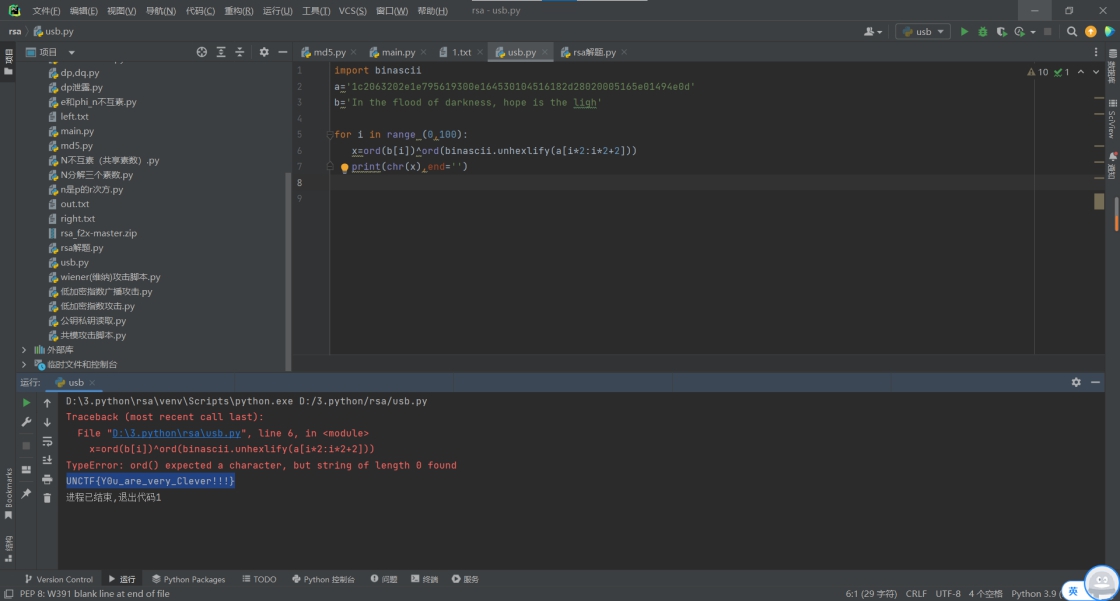 文件(F) 编辑(E) 视图(V) 导航(N) 代码(C) 重构(R) 运行(U) 工具(T) VCS(S) 窗口(W) 帮助(H) rsa - usb.py
rsa usb.py usb
项目 md5.py main.py 1.txt usb.py rsa解题.py
dp,dq.py
dp泄露.py
e和phi_n不互素.py
left.txt
main.py
md5.py
N不互素（共享素数）.py
N分解三个素数.py
n是p的r次方.py
out.txt
right.txt
rsa_f2x-master.zip
rsa解题.py
usb.py
wiener(维纳)攻击脚本.py
低加密指数广播攻击.py
低加密指数攻击.py
公钥私钥读取.py
共模攻击脚本.py
外部库
临时文件和控制台
1 import binascii
2 a='1c2063202e1e795619300e164530104516182d28020005165e01494e0d'
3 b='In the flood of darkness, hope is the ligh'
4
5 for i in range (0,100):
6 x=ord(b[i])^ord(binascii.unhexlify(a[i*2:i*2+2]))
7 print(chr(x),end='')
8
9
10 1
项目
数据库
SciView
通知
运行: usb
D:\3.python\rsa\venv\Scripts\python.exe D:/3.python/rsa/usb.py
Traceback (most recent call last):
File "D:\3.python\rsa\usb.py", line 6, in <module>
x=ord(b[i])^ord(binascii.unhexlify(a[i*2:i*2+2]))
TypeError: ord() expected a character, but string of length 0 found
UNCTF{Y0u_are_very_Clever!!!}
进程已结束,退出代码1
Bookmarks
结构
Version Control 运行 Python Packages TODO Python 控制台 问题 终端 服务
PEP 8: W391 blank line at end of file 6:1 (29 字符) CRLF UTF-8 4 个空格 Python 3.9 (
英